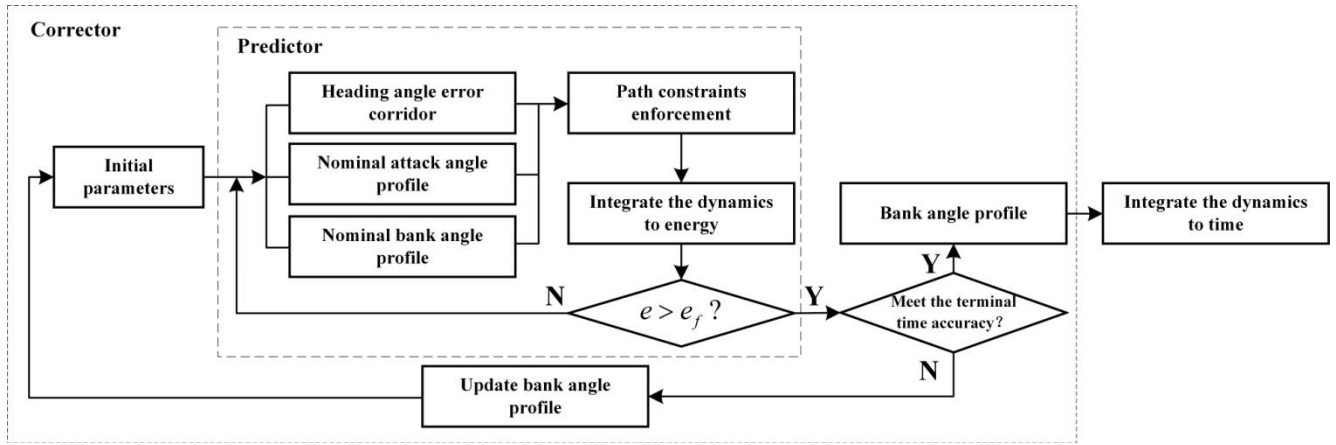 Corrector
Predictor
Heading angle error
corridor
Path constraints
enforcement
Initial
parameters
Nominal attack angle
profile
Integrate the dynamics
to energy
Bank angle profile
Integrate the dynamics
to time
Nominal bank angle
profile
N
e > e_f ?
Y
Y
Meet the terminal
time accuracy?
N
Update bank angle
profile